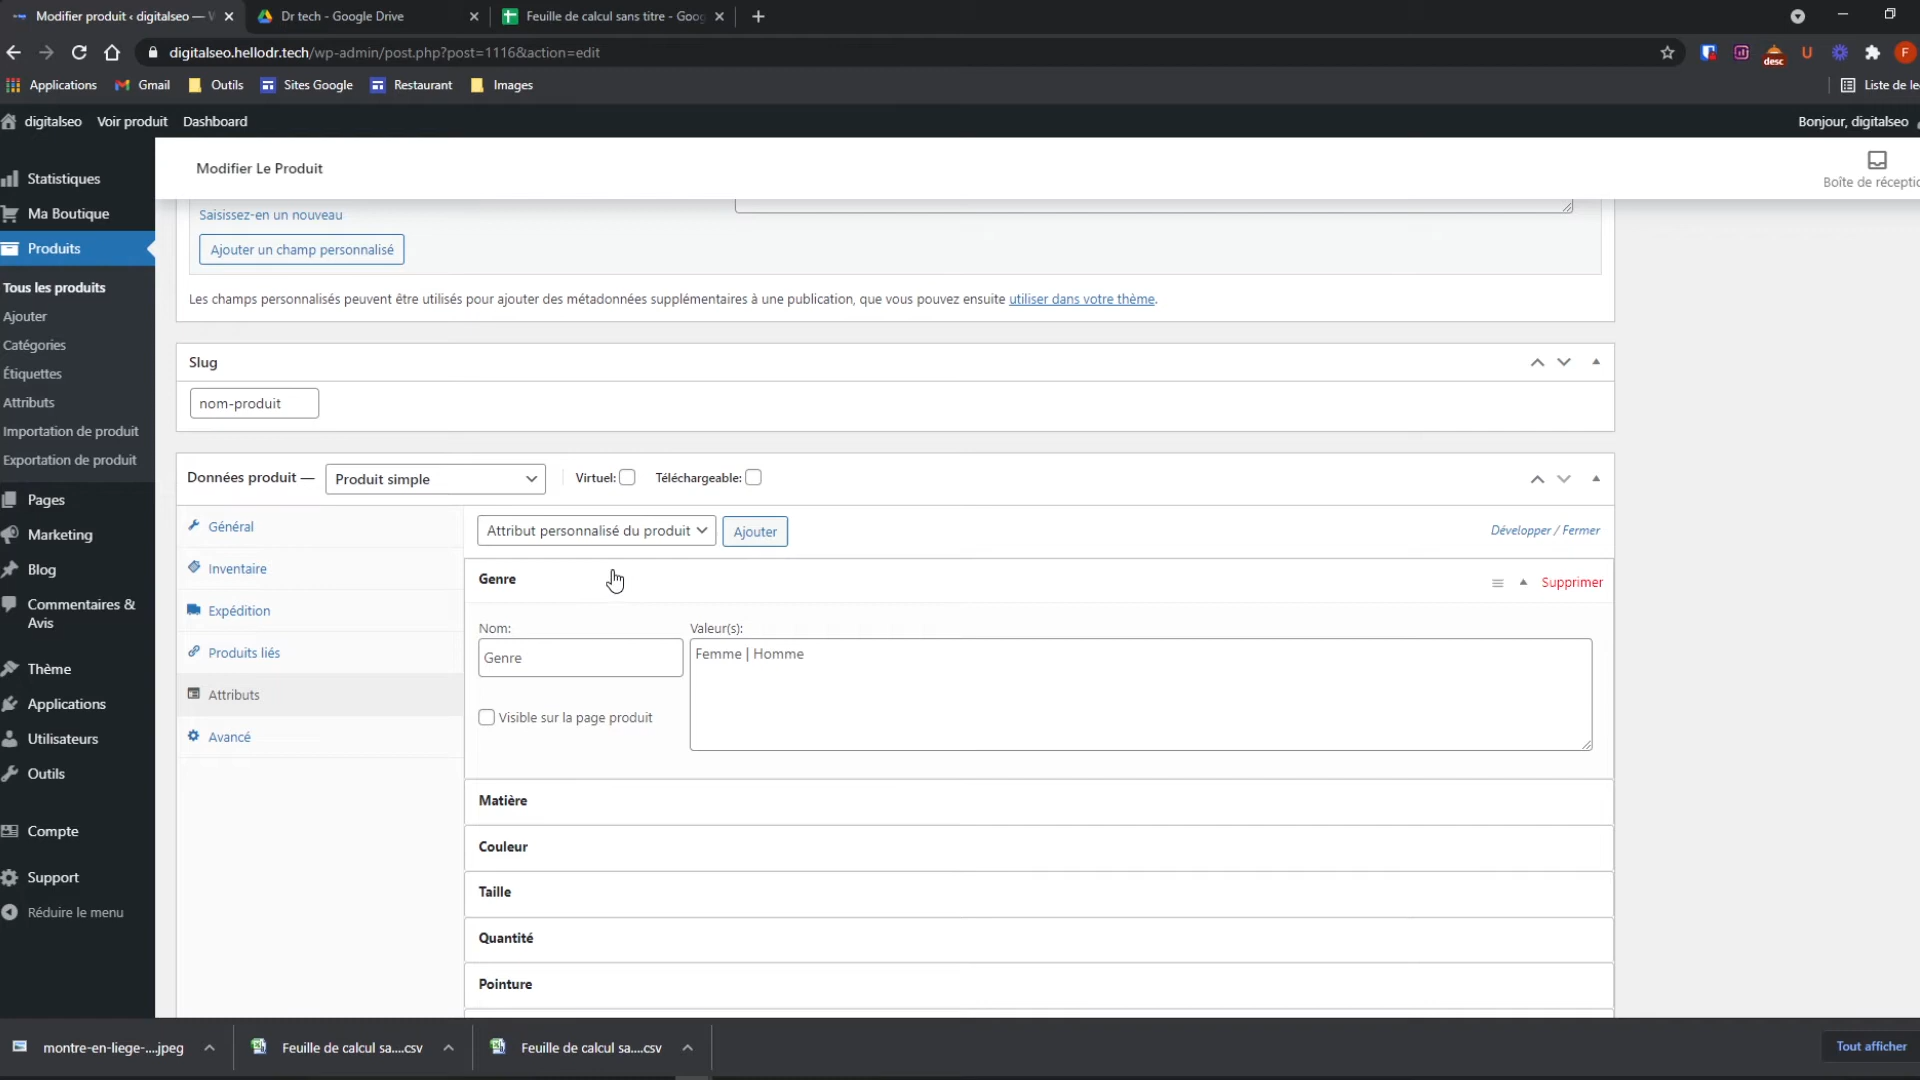 Modifier produit ‹ digitalseo —
Dr tech - Google Drive
Feuille de calcul sans titre - Goog
digitalseo.hellodr.tech/wp-admin/post.php?post=1116&action=edit
desc
U
F
Applications
Gmail
Outils
Sites Google
Restaurant
Images
Liste de le
digitalseo
Voir produit
Dashboard
Bonjour, digitalseo
Modifier Le Produit
Boîte de réceptio
Statistiques
Ma Boutique
Produits
Tous les produits
Ajouter
Catégories
Étiquettes
Attributs
Importation de produit
Exportation de produit
Pages
Marketing
Blog
Commentaires &
Avis
Thème
Applications
Utilisateurs
Outils
Compte
Support
Réduire le menu
Saisissez-en un nouveau
Ajouter un champ personnalisé
Les champs personnalisés peuvent être utilisés pour ajouter des métadonnées supplémentaires à une publication, que vous pouvez ensuite utiliser dans votre thème.
Slug
nom-produit
Données produit —
Produit simple
Virtuel:
Téléchargeable:
Général
Inventaire
Expédition
Produits liés
Attributs
Avancé
Attribut personnalisé du produit
Ajouter
Développer / Fermer
Genre
Supprimer
Nom:
Valeur(s):
Genre
Femme | Homme
Visible sur la page produit
Matière
Couleur
Taille
Quantité
Pointure
montre-en-liege-....jpeg
Feuille de calcul sa....csv
Feuille de calcul sa....csv
Tout afficher